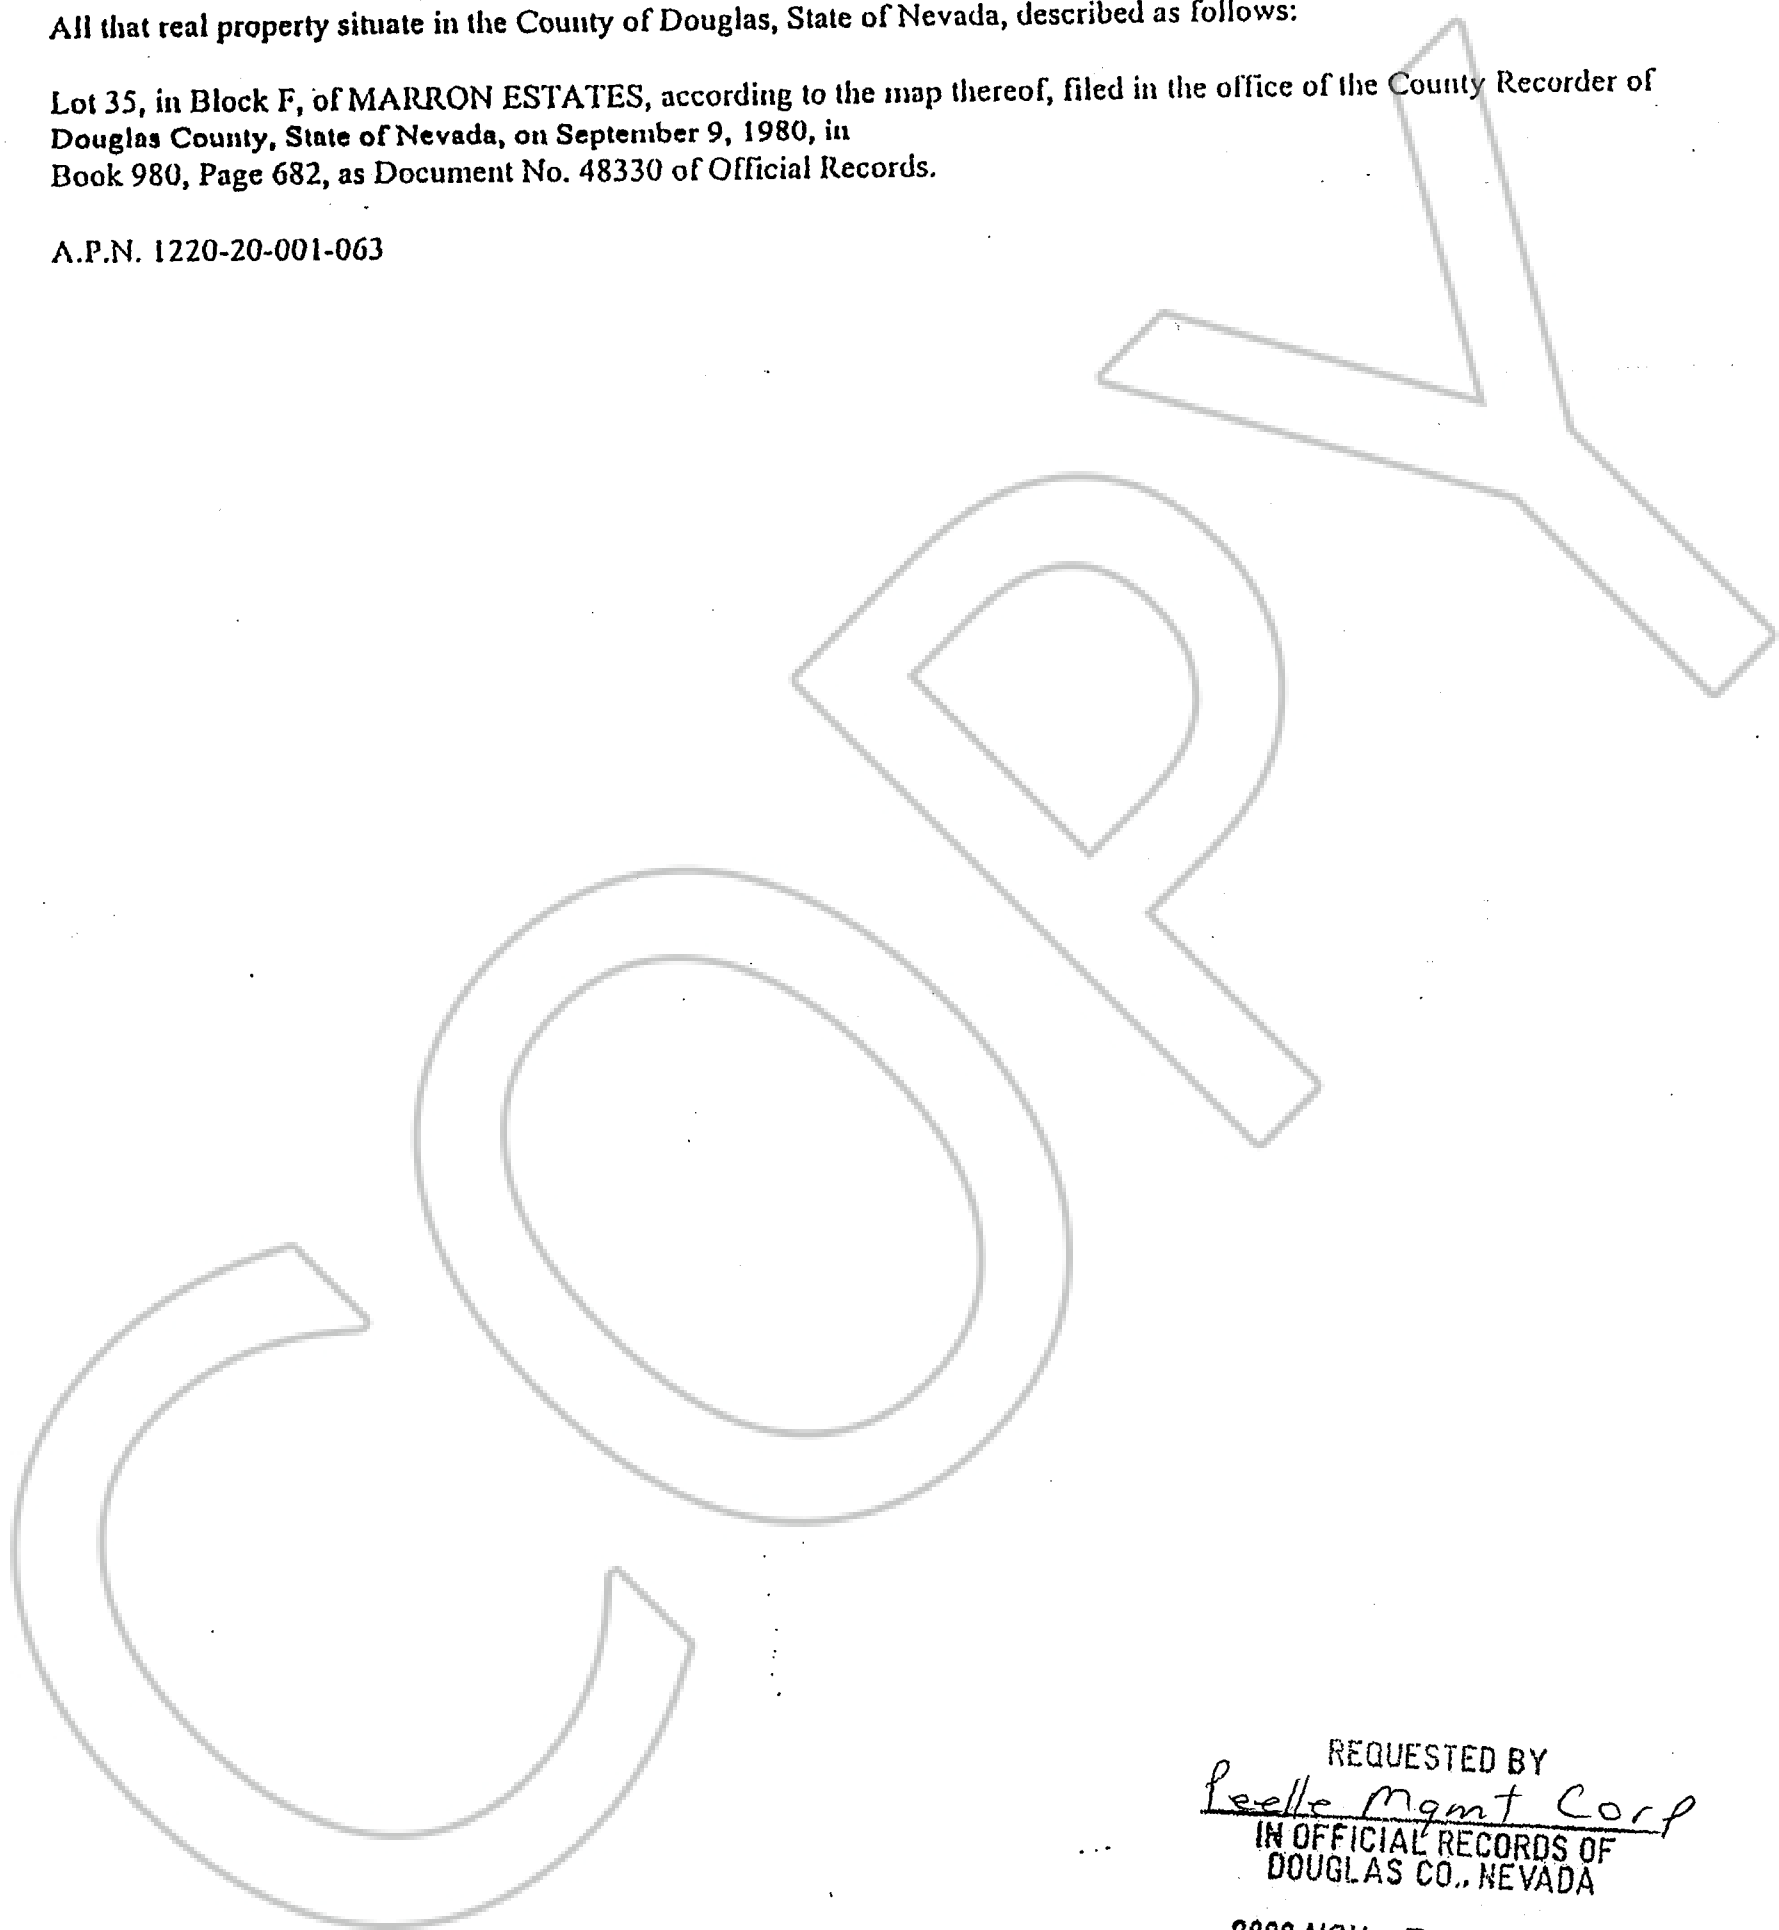 All that real property situate in the County of Douglas, State of Nevada, described as follows:
Lot 35, in Block F, of MARRON ESTATES, according to the map thereof, filed in the office of the County Recorder of
Douglas County, State of Nevada, on September 9, 1980, in
Book 980, Page 682, as Document No. 48330 of Official Records.
A.P.N. 1220-20-001-063
COPY
REQUESTED BY
Peelle Mgmt Corp
IN OFFICIAL RECORDS OF
DOUGLAS CO., NEVADA